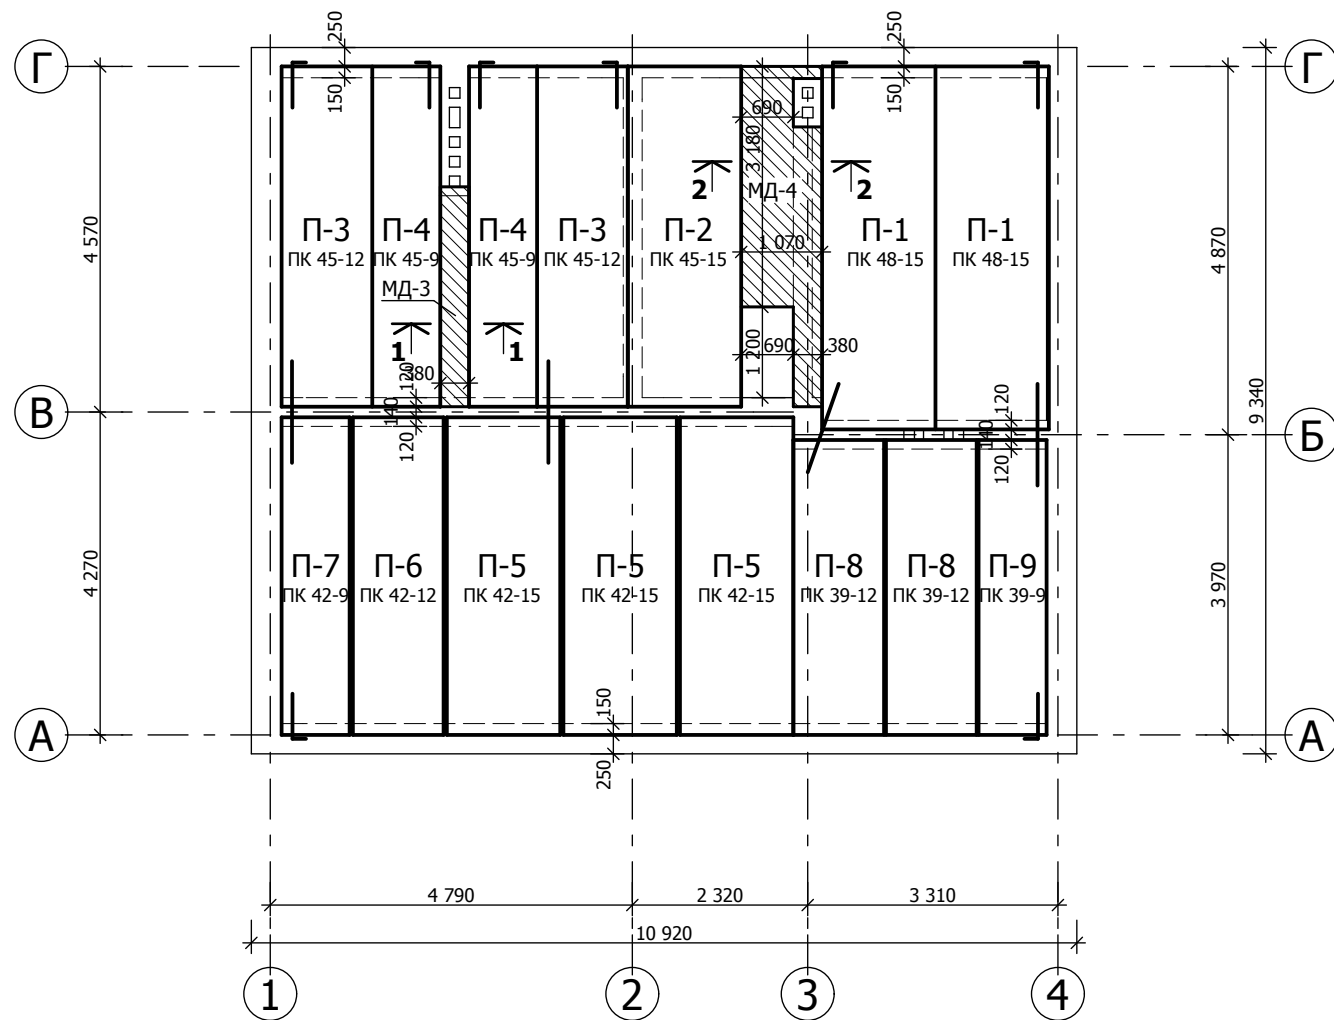 250
250
Г
Г
150
150
690
3 180
2
МД-4
2
П-3
П-4
П-4
П-3
П-2
П-1
П-1
ПК 45-12
ПК 45-9
ПК 45-9
ПК 45-12
ПК 45-15
1 070
ПК 48-15
ПК 48-15
4 570
4 870
МД-3
1
1
1 200
690
380
380
120
9 340
В
140
120
120
140
120
Б
4 270
3 970
П-7
П-6
П-5
П-5
П-5
П-8
П-8
П-9
ПК 42-9
ПК 42-12
ПК 42-15
ПК 42-15
ПК 42-15
ПК 39-12
ПК 39-12
ПК 39-9
150
А
А
250
4 790
2 320
3 310
10 920
1
2
3
4